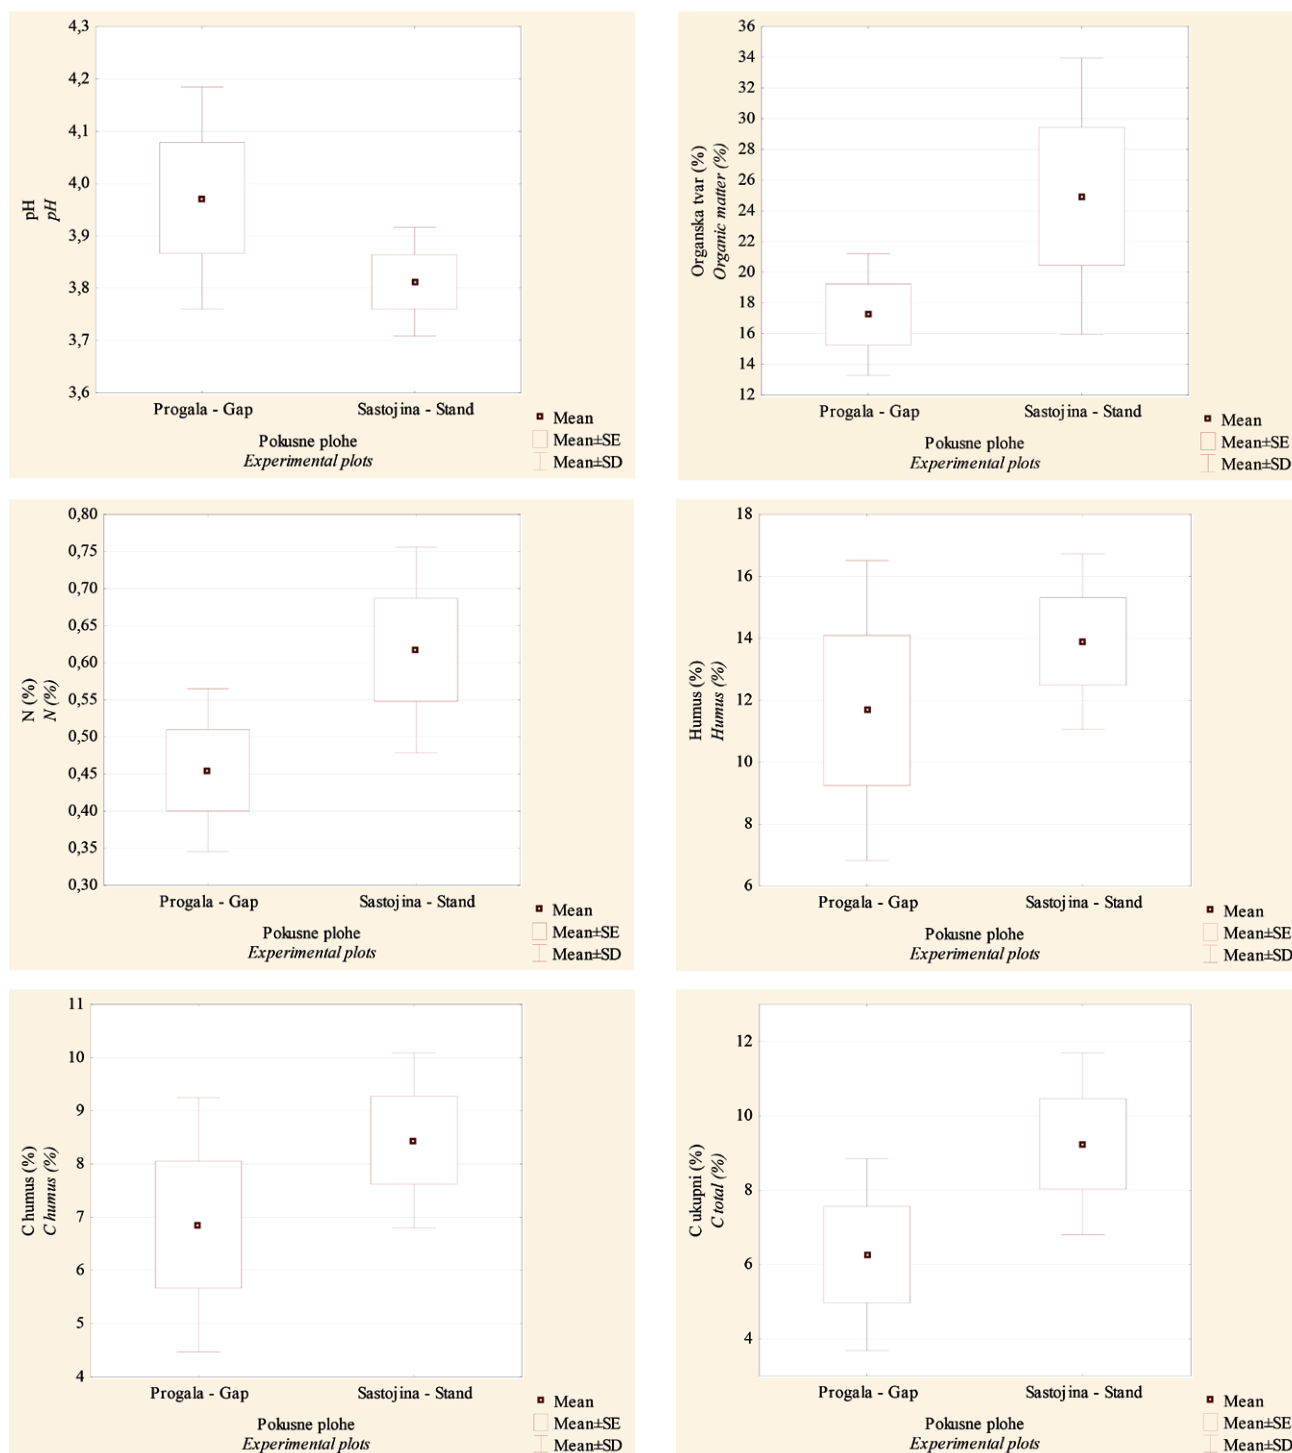 4,3
4,2
4,1
4,0
3,9
3,8
3,7
3,6
pH
pH
Progala - Gap
Sastojina - Stand
Pokusne plohe
Experimental plots
Mean
Mean±SE
Mean±SD
36
34
32
30
28
26
24
22
20
18
16
14
12
Organska tvar (%)
Organic matter (%)
Progala - Gap
Sastojina - Stand
Pokusne plohe
Experimental plots
Mean
Mean±SE
Mean±SD
0,80
0,75
0,70
0,65
0,60
0,55
0,50
0,45
0,40
0,35
0,30
N (%)
N (%)
Progala - Gap
Sastojina - Stand
Pokusne plohe
Experimental plots
Mean
Mean±SE
Mean±SD
18
16
14
12
10
8
6
Humus (%)
Humus (%)
Progala - Gap
Sastojina - Stand
Pokusne plohe
Experimental plots
Mean
Mean±SE
Mean±SD
11
10
9
8
7
6
5
4
C humus (%)
C humus (%)
Progala - Gap
Sastojina - Stand
Pokusne plohe
Experimental plots
Mean
Mean±SE
Mean±SD
12
10
8
6
4
C ukupni (%)
C total (%)
Progala - Gap
Sastojina - Stand
Pokusne plohe
Experimental plots
Mean
Mean±SE
Mean±SD